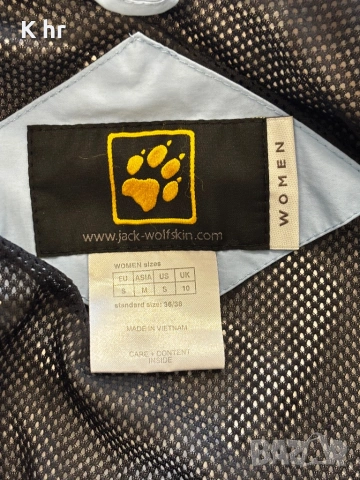 K hr
WOMEN
www.jack-wolfskin.com
WOMEN sizes
EU ASIA US UK
S M S 10
standard size: 36/38
MADE IN VIETNAM
CARE + CONTENT
INSIDE
BAZAR